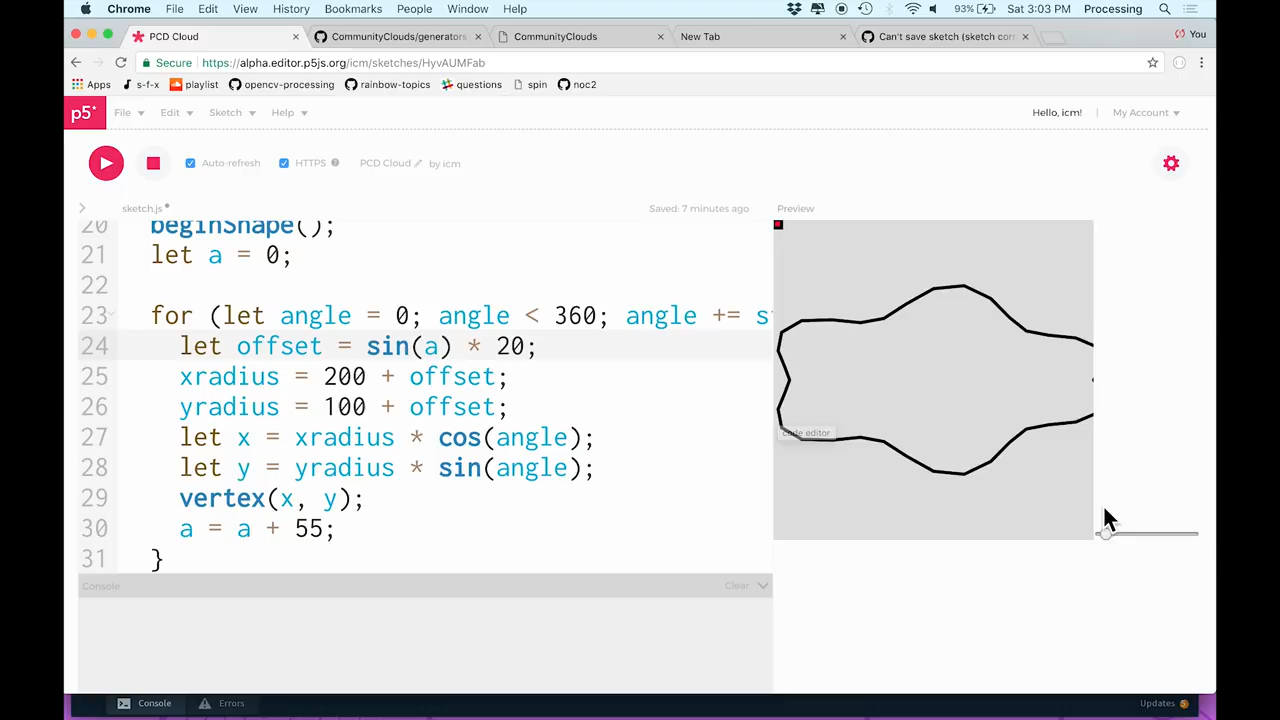 Chrome File Edit View History Bookmarks People Window Help 93% Sat 3:03 PM Processing
PCD Cloud CommunityClouds/generators CommunityClouds New Tab Can't save sketch (sketch con You
Secure https://alpha.editor.p5js.org/icm/sketches/HyvAUMFab
Apps s-f-x playlist opencv-processing rainbow-topics questions spin noc2
p5* File Edit Sketch Help Hello, icm! My Account
Auto-refresh HTTPS PCD Cloud by icm
sketch.js Saved: 7 minutes ago Preview
20 beginShape();
21 let a = 0;
22
23 for (let angle = 0; angle < 360; angle += s
24 let offset = sin(a) * 20;
25 xradius = 200 + offset;
26 yradius = 100 + offset;
27 let x = xradius * cos(angle);
28 let y = yradius * sin(angle);
29 vertex(x, y);
30 a = a + 55;
31 }
code editor
Console Clear
Console Errors Updates